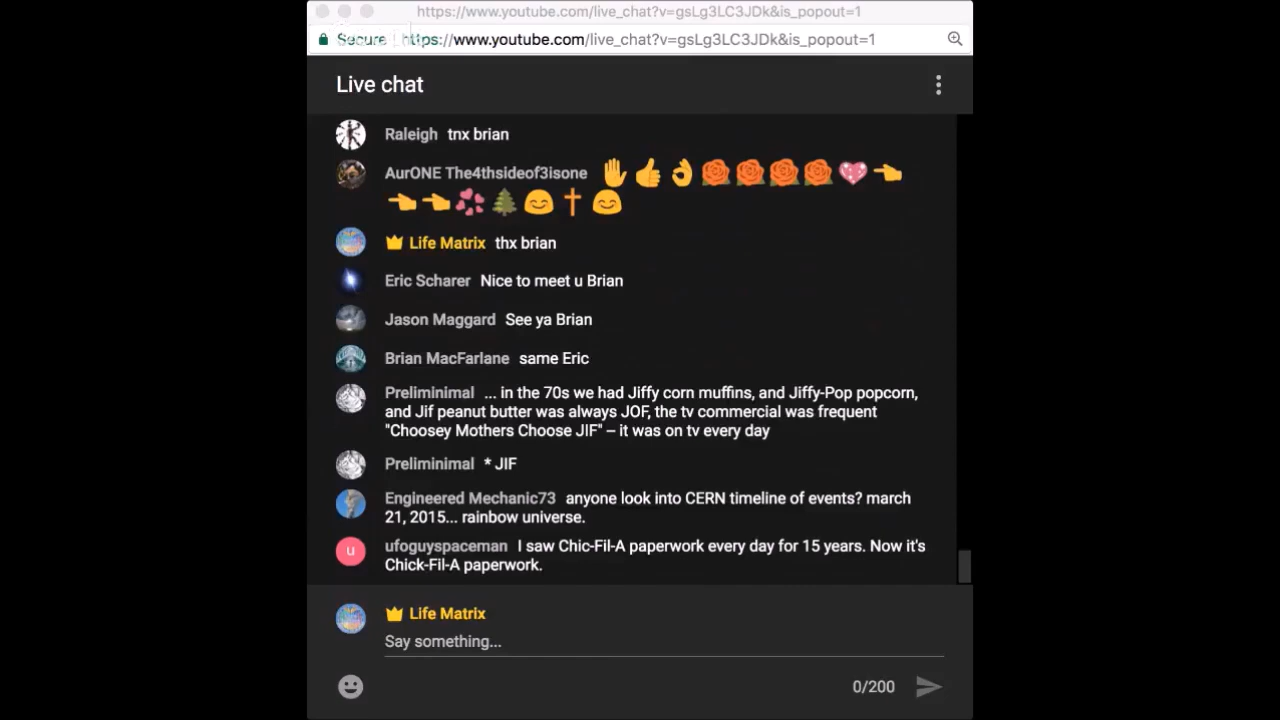 https://www.youtube.com/live_chat?v=gsLg3LC3JDk&is_popout=1
Secure https://www.youtube.com/live_chat?v=gsLg3LC3JDk&is_popout=1
Live chat
Raleigh tnx brian
AurONE The4thsideof3isone ✋👍👌🌹🌹🌹🌹💖👈
👈👈💞🌲😊✝😊
Life Matrix thx brian
Eric Scharer Nice to meet u Brian
Jason Maggard See ya Brian
Brian MacFarlane same Eric
Preliminimal ... in the 70s we had Jiffy corn muffins, and Jiffy-Pop popcorn,
and Jif peanut butter was always JOF, the tv commercial was frequent
"Choosey Mothers Choose JIF" – it was on tv every day
Preliminimal * JIF
Engineered Mechanic73 anyone look into CERN timeline of events? march
21, 2015... rainbow universe.
u
ufoguyspaceman I saw Chic-Fil-A paperwork every day for 15 years. Now it's
Chick-Fil-A paperwork.
Life Matrix
Say something...
0/200